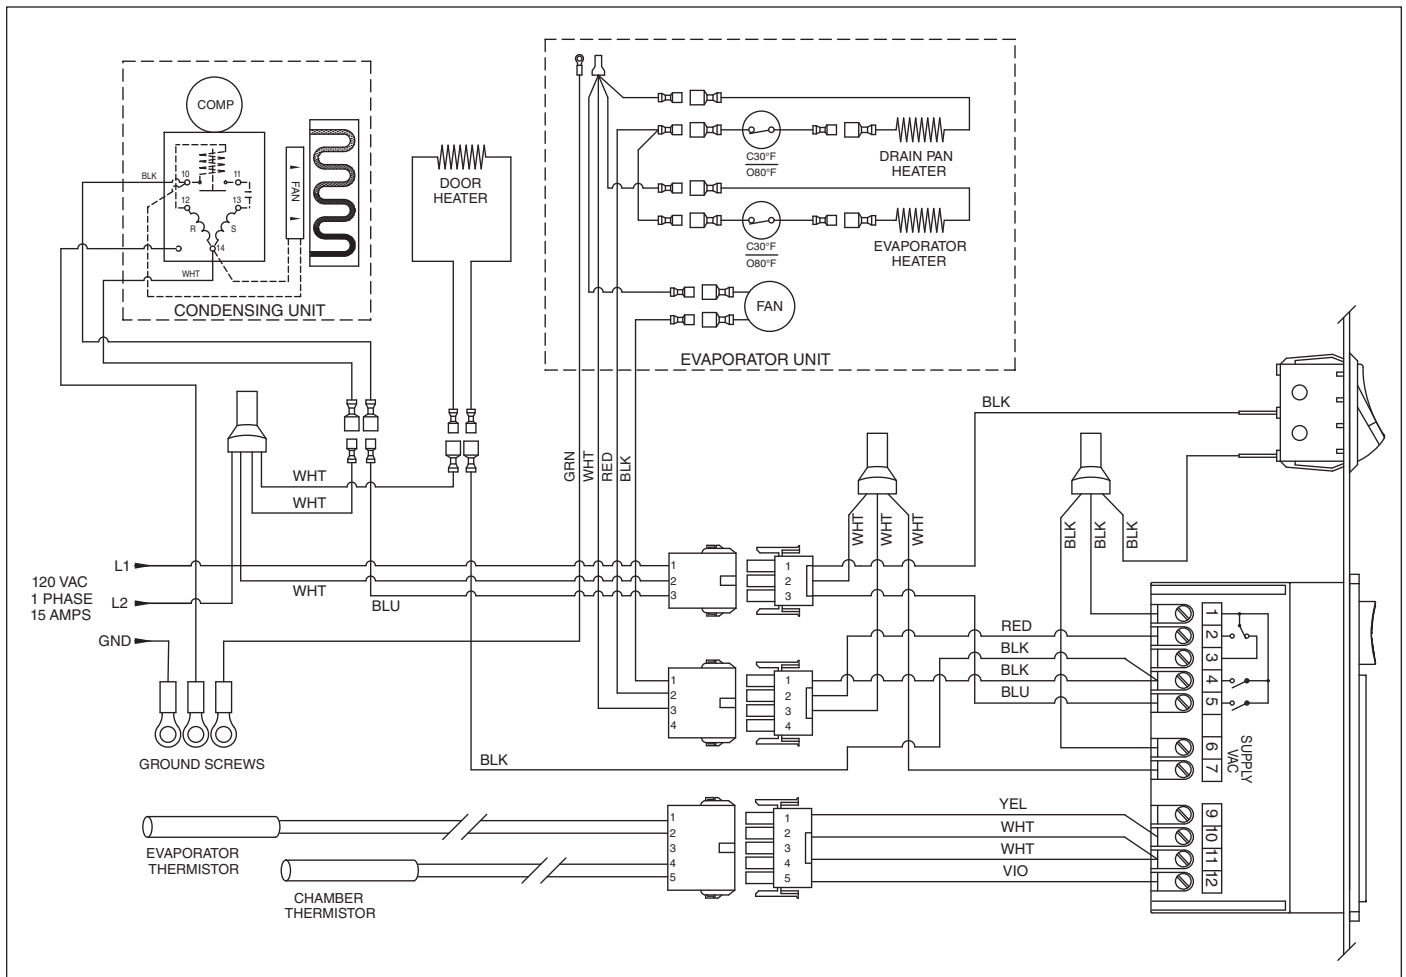 COMP
BLK
10
11
12
13
R
S
14
WHT
FAN
CONDENSING UNIT
DOOR
HEATER
C30°F
O80°F
DRAIN PAN
HEATER
C30°F
O80°F
EVAPORATOR
HEATER
FAN
EVAPORATOR UNIT
BLK
GRN
WHT
RED
BLK
WHT
WHT
WHT
WHT
WHT
BLK
BLK
BLK
120 VAC
1 PHASE
15 AMPS
L1
L2
GND
WHT
BLU
1
2
3
1
2
3
RED
BLK
BLK
BLU
1
2
3
4
1
2
3
4
BLK
GROUND SCREWS
1
2
3
4
5
6
7
SUPPLY
VAC
9
10
11
12
EVAPORATOR
THERMISTOR
CHAMBER
THERMISTOR
1
2
3
4
5
1
2
3
4
5
YEL
WHT
WHT
VIO